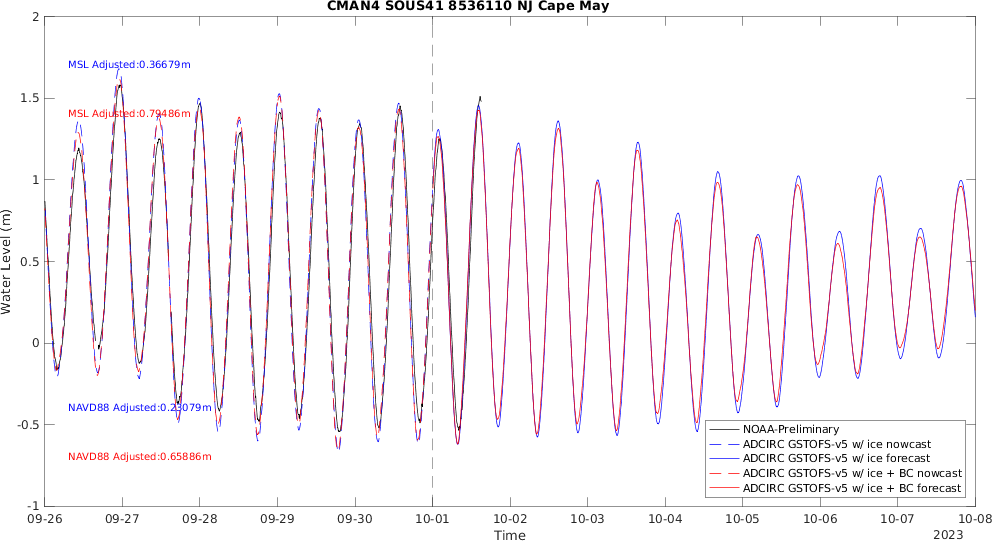 CMAN4 SOUS41 8536110 NJ Cape May
2
1.5
1
0.5
0
-0.5
-1
Water Level (m)
MSL Adjusted:0.36679m
MSL Adjusted:0.79486m
NAVD88 Adjusted:0.23079m
NAVD88 Adjusted:0.65886m
NOAA-Preliminary
ADCIRC GSTOFS-v5 w/ ice nowcast
ADCIRC GSTOFS-v5 w/ ice forecast
ADCIRC GSTOFS-v5 w/ ice + BC nowcast
ADCIRC GSTOFS-v5 w/ ice + BC forecast
09-26 09-27 09-28 09-29 09-30 10-01 10-02 10-03 10-04 10-05 10-06 10-07 10-08
Time
2023